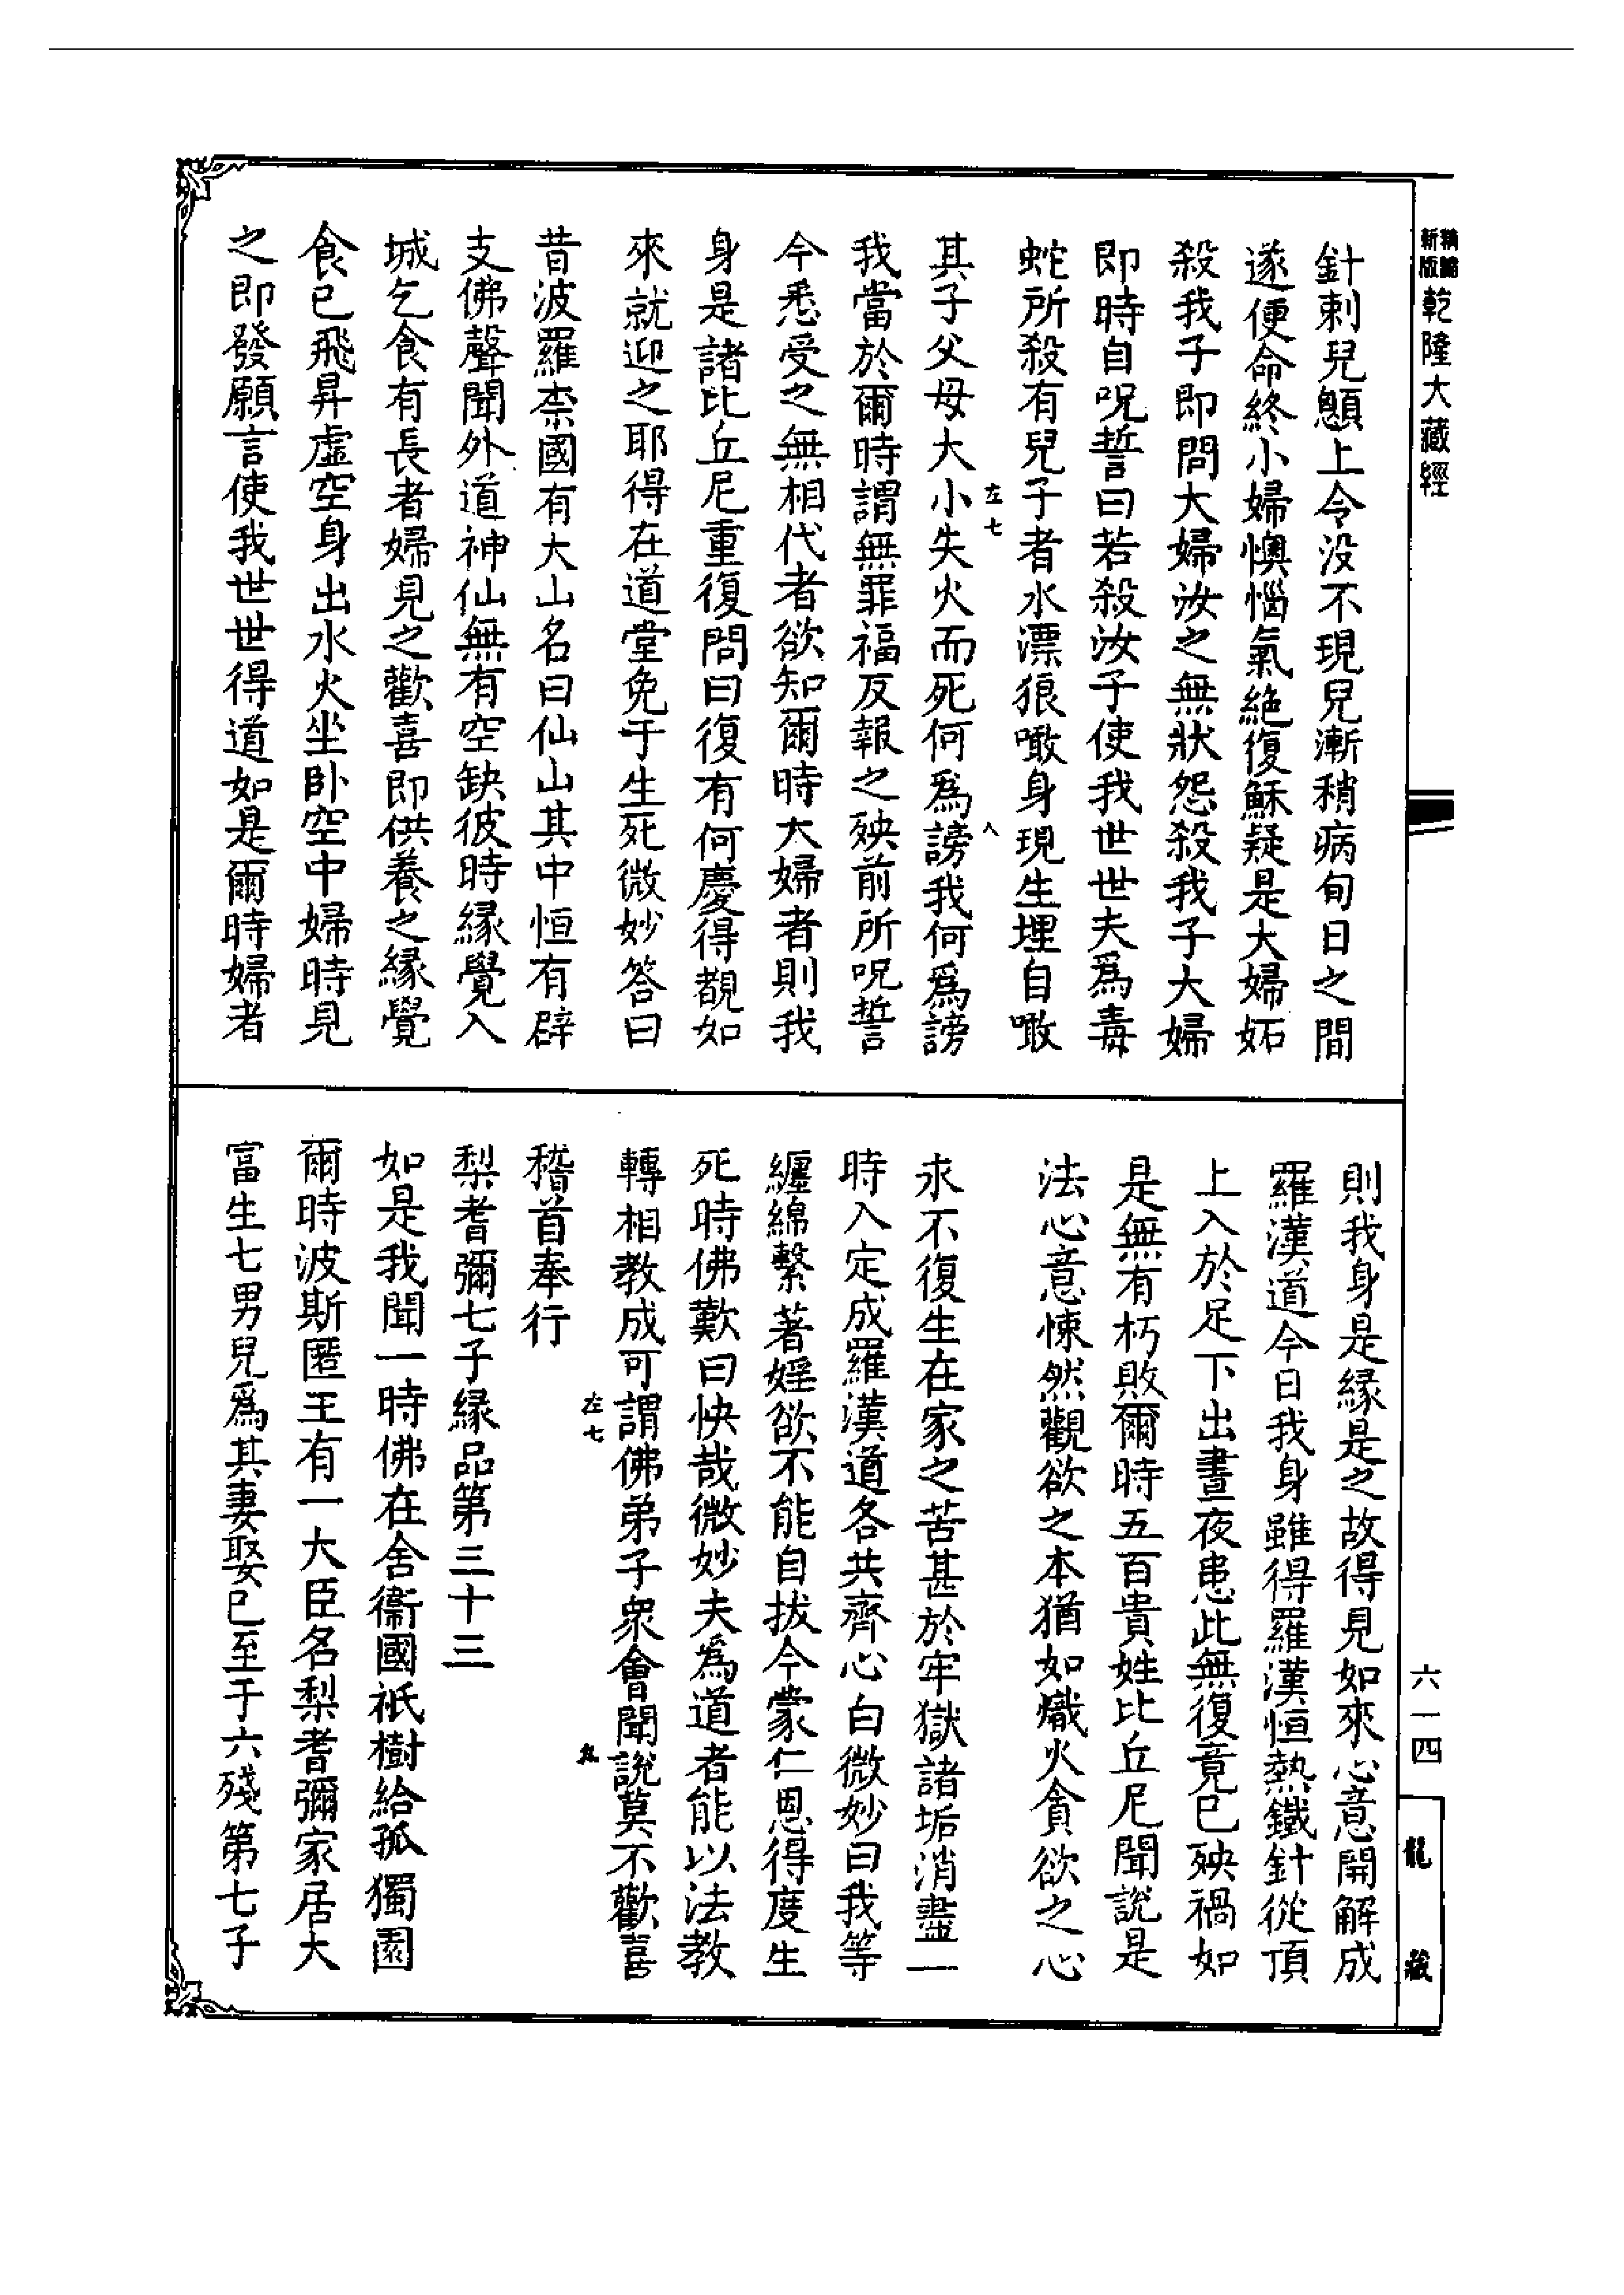 精編
新版
乾隆大藏經
針刺兒顖上令没不現兒漸稍病旬日之間
遂便命終小婦懊惱氣絶復穌疑是大婦妬
殺我子即問大婦汝之無狀怨殺我子大婦
即時自呪誓曰若殺汝子使我世世夫爲毒
蛇所殺有兒子者水漂狼噉身現生埋自噉
左七
八
其子父母大小失火而死何爲謗我何爲謗
我當於爾時謂無罪福反報之殃前所呪誓
今悉受之無相代者欲知爾時大婦者則我
身是諸比丘尼重復問曰復有何慶得覩如
來就迎之耶得在道堂免于生死微妙答曰
昔波羅柰國有大山名曰仙山其中恒有辟
支佛聲聞外道神仙無有空缺彼時緣覺入
城乞食有長者婦見之歡喜即供養之緣覺
食已飛昇虛空身出水火坐卧空中婦時見
之即發願言使我世世得道如是爾時婦者
則我身是緣是之故得見如來心意開解成
羅漢道今日我身雖得羅漢恒熱鐵針從頂
上入於足下出晝夜患此無復竟已殃禍如
是無有朽敗爾時五百貴姓比丘尼聞說是
法心意悚然觀欲之本猶如熾火貪欲之心
永不復生在家之苦甚於牢獄諸垢消盡一
時入定成羅漢道各共齊心白微妙曰我等
纏綿繫著婬欲不能自拔今蒙仁恩得度生
死時佛歎曰快哉微妙夫爲道者能以法教
轉相教成可謂佛弟子衆會聞說莫不歡喜
左七
稽首奉行
梨耆彌七子緣品第三十三
如是我聞一時佛在舍衞國祇樹給孤獨園
爾時波斯匿王有一大臣名梨耆彌家居大
富生七男兒爲其妻娶已至于六殘第七子
六一四
龍藏